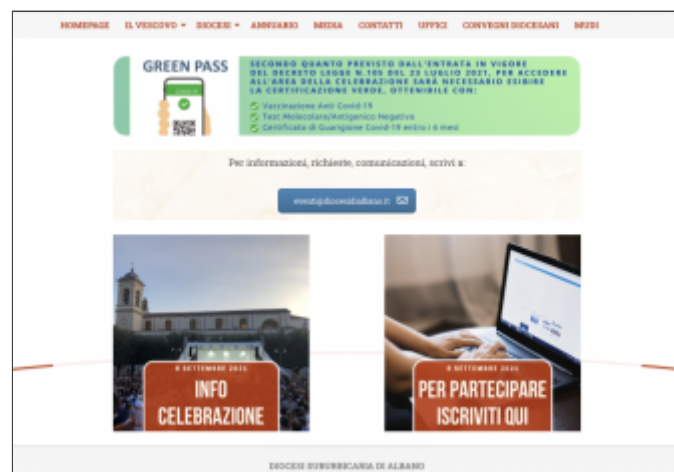 HOMEPAGE IL VESCOVO DIOCESI ANNUARIO MEDIA CONTATTI UFFICI CONVEGNI DIOCESANI MUDI
GREEN PASS
SECONDO QUANTO PREVISTO DALL'ENTRATA IN VIGORE
DEL DECRETO LEGGE N.105 DEL 23 LUGLIO 2021, PER ACCEDERE
ALL'AREA DELLA CELEBRAZIONE SARÀ NECESSARIO ESIBIRE
LA CERTIFICAZIONE VERDE, OTTENIBILE CON:
Vaccinazione Anti Covid-19
Test Molecolare/Antigenico Negativo
Certificato di Guarigione Covid-19 entro i 6 mesi
Per informazioni, richieste, comunicazioni, scrivi a:
eventi@diocesidialbano.it
8 SETTEMBRE 2021
INFO
CELEBRAZIONE
8 SETTEMBRE 2021
PER PARTECIPARE
ISCRIVITI QUI
DIOCESI SUBURBICARIA DI ALBANO